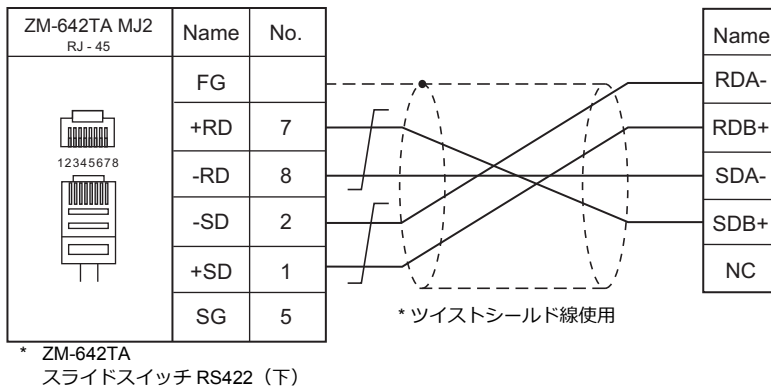 ZM-642TA MJ2
RJ - 45
Name No.
FG
+RD 7
-RD 8
-SD 2
+SD 1
SG 5
12345678
Name
RDA-
RDB+
SDA-
SDB+
NC
* ツイストシールド線使用
* ZM-642TA
スライドスイッチ RS422（下）